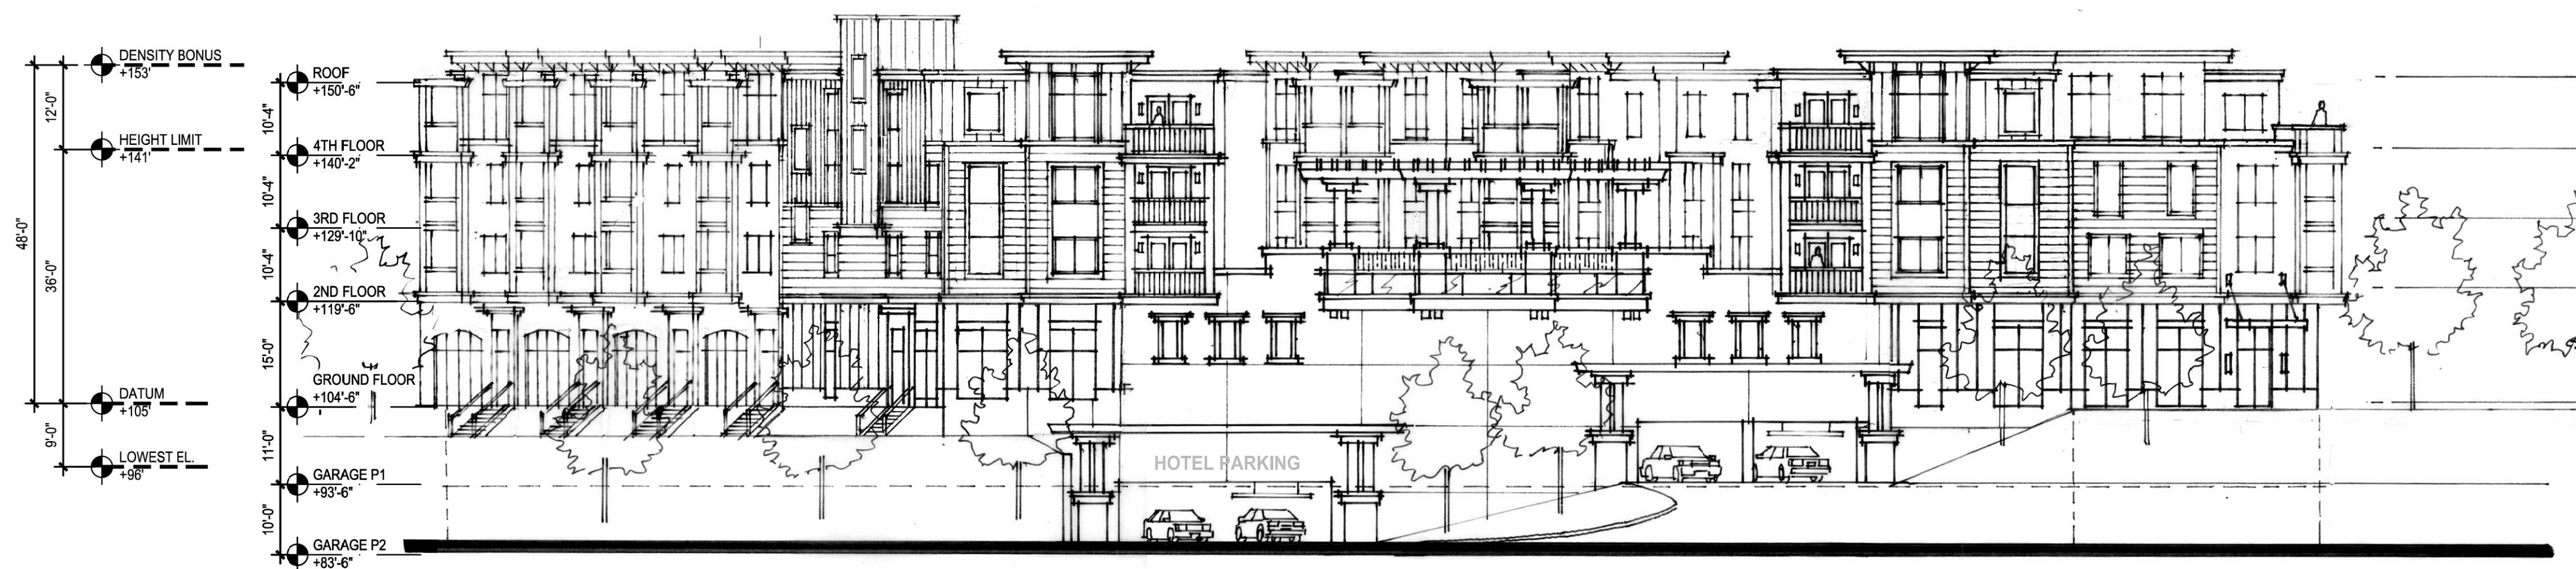 DENSITY BONUS
+153'
HEIGHT LIMIT
+141'
DATUM
+105'
LOWEST EL.
+96'
12'-0"
36'-0"
48'-0"
9'-0"
ROOF
+150'-6"
10'-4"
4TH FLOOR
+140'-2"
10'-4"
3RD FLOOR
+129'-10"
10'-4"
2ND FLOOR
+119'-6"
15'-0"
GROUND FLOOR
+104'-6"
11'-0"
GARAGE P1
+93'-6"
10'-0"
GARAGE P2
+83'-6"
HOTEL PARKING